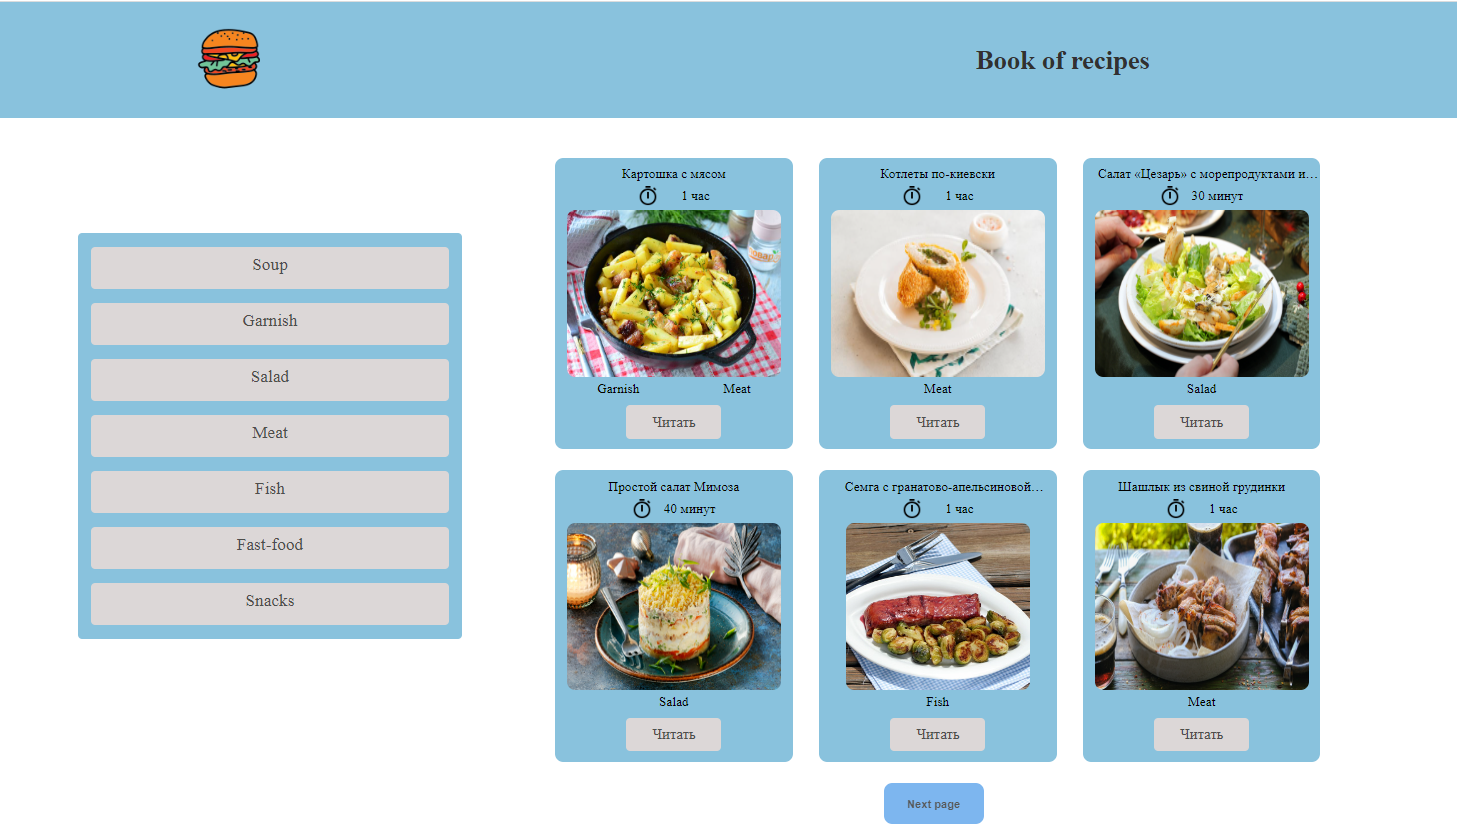 Book of recipes
Soup
Garnish
Salad
Meat
Fish
Fast-food
Snacks
Картошка с мясом
1 час
Garnish Meat
Читать
Котлеты по-киевски
1 час
Meat
Читать
Салат «Цезарь» с морепродуктами и…
30 минут
Salad
Читать
Простой салат Мимоза
40 минут
Salad
Читать
Семга с гранатово-апельсиновой…
1 час
Fish
Читать
Шашлык из свиной грудинки
1 час
Meat
Читать
Next page